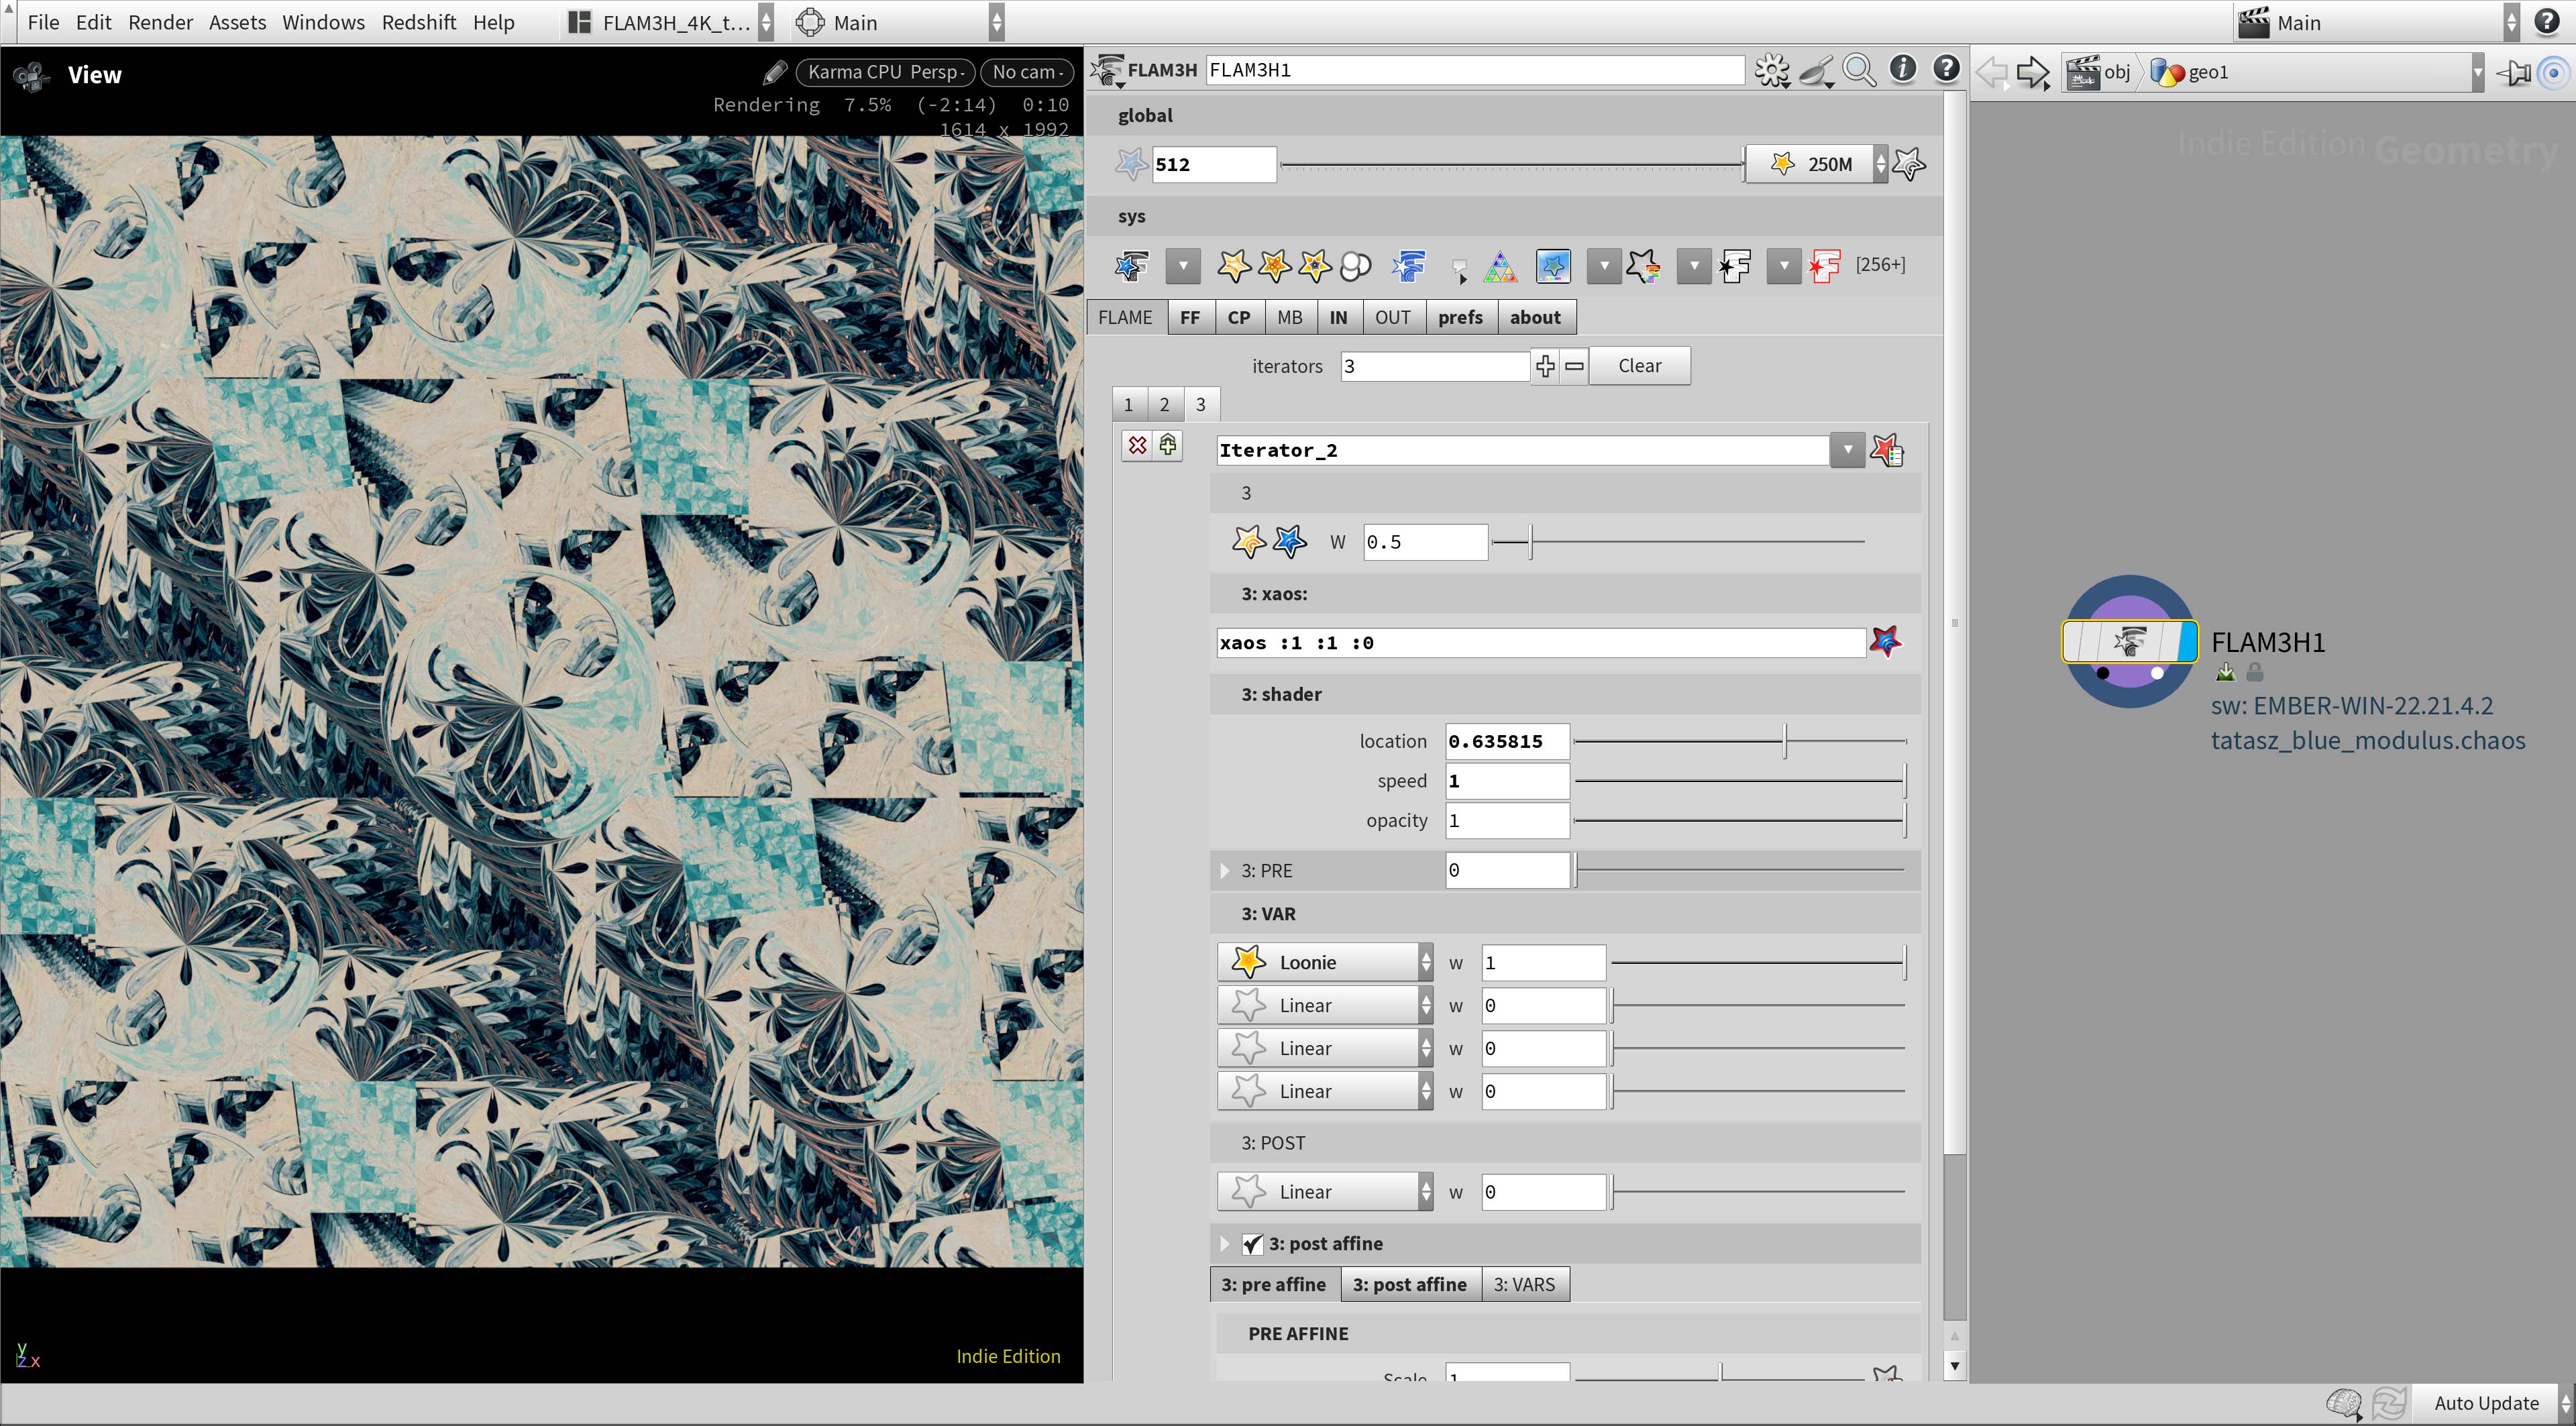 File Edit Render Assets Windows Redshift Help FLAM3H_4K_t... Main Main
View Karma CPU Persp No cam
Rendering 7.5% (-2:14) 0:10
1614 x 1992
Indie Edition
y
z x
FLAM3H FLAM3H1
global
512 250M
sys
[256+]
FLAME FF CP MB IN OUT prefs about
iterators 3 Clear
1 2 3
Iterator_2
3
W 0.5
3: xaos:
xaos :1 :1 :0
3: shader
location 0.635815
speed 1
opacity 1
3: PRE 0
3: VAR
Loonie w 1
Linear w 0
Linear w 0
Linear w 0
3: POST
Linear w 0
3: post affine
3: pre affine 3: post affine 3: VARS
PRE AFFINE
Scale 1
obj geo1
Indie Edition Geometry
FLAM3H1
sw: EMBER-WIN-22.21.4.2
tatasz_blue_modulus.chaos
Auto Update